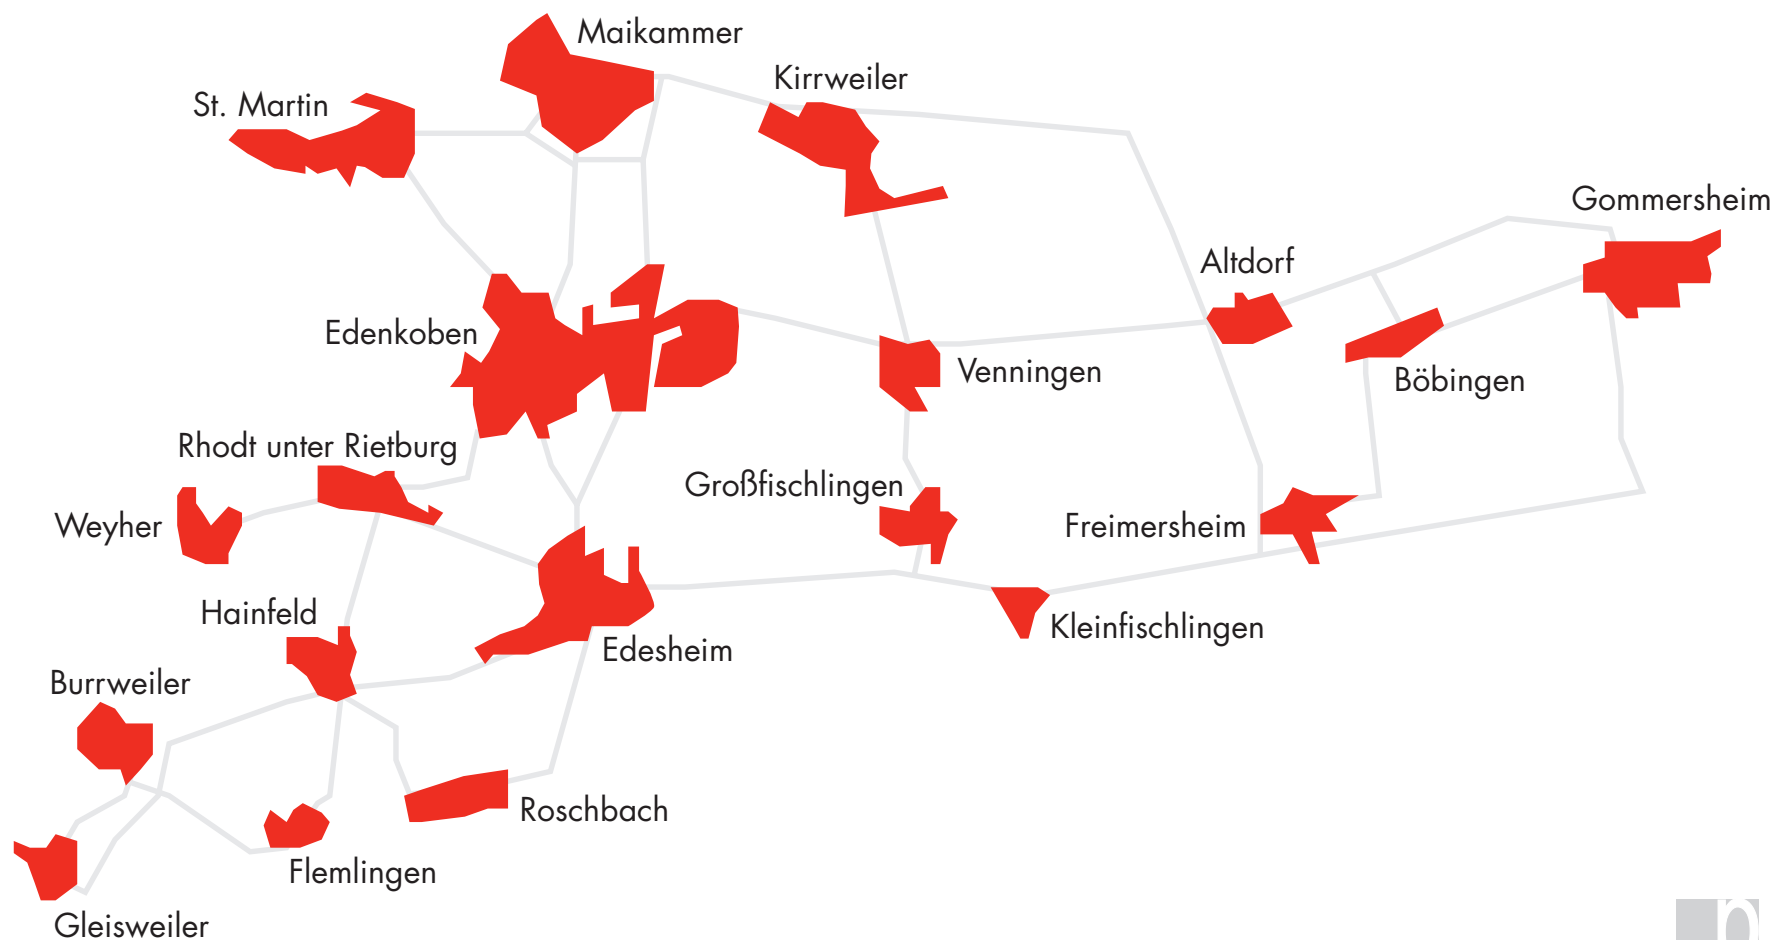 Maikammer
Kirrweiler
St. Martin
Gommersheim
Altdorf
Edenkoben
Venningen
Böbingen
Rhodt unter Rietburg
Großfischlingen
Weyher
Freimersheim
Hainfeld
Kleinfischlingen
Edesheim
Burrweiler
Roschbach
Flemlingen
Gleisweiler